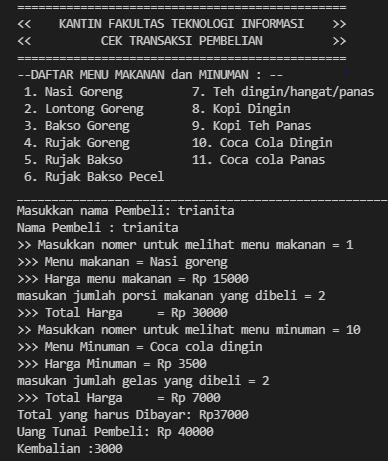 ===============================================
<<    KANTIN FAKULTAS TEKNOLOGI INFORMASI    >>
<<          CEK TRANSAKSI PEMBELIAN          >>
===============================================
--DAFTAR MENU MAKANAN dan MINUMAN : --
1. Nasi Goreng          7. Teh dingin/hangat/panas
2. Lontong Goreng       8. Kopi Dingin
3. Bakso Goreng         9. Kopi Teh Panas
4. Rujak Goreng         10. Coca Cola Dingin
5. Rujak Bakso          11. Coca cola Panas
6. Rujak Bakso Pecel
_____________________________________________________
Masukkan nama Pembeli: trianita
Nama Pembeli : trianita
>> Masukkan nomer untuk melihat menu makanan = 1
>>> Menu makanan = Nasi goreng
>>> Harga menu makanan = Rp 15000
masukan jumlah porsi makanan yang dibeli = 2
>>> Total Harga     = Rp 30000
>> Masukkan nomer untuk melihat menu minuman = 10
>>> Menu Minuman = Coca cola dingin
>>> Harga Minuman = Rp 3500
masukan jumlah gelas yang dibeli = 2
>>> Total Harga     = Rp 7000
Total yang harus Dibayar: Rp37000
Uang Tunai Pembeli: Rp 40000
Kembalian :3000